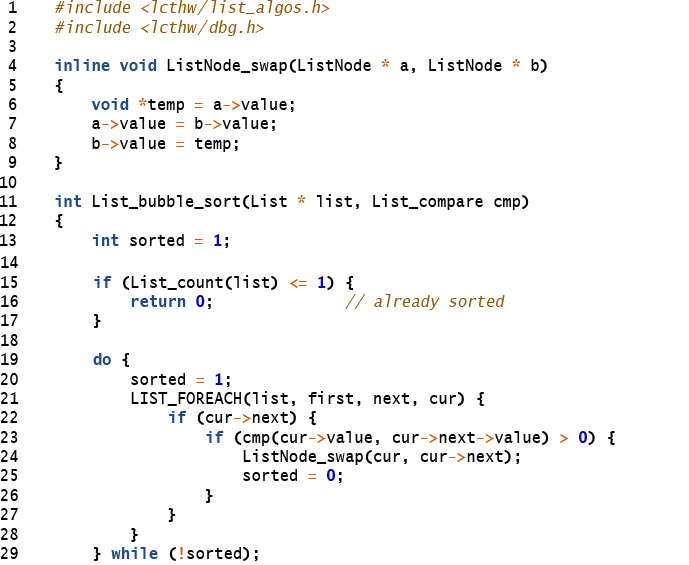 1 #include <lcthw/list_algos.h>
2 #include <lcthw/dbg.h>
3
4 inline void ListNode_swap(ListNode * a, ListNode * b)
5 {
6     void *temp = a->value;
7     a->value = b->value;
8     b->value = temp;
9 }
10
11 int List_bubble_sort(List * list, List_compare cmp)
12 {
13     int sorted = 1;
14
15     if (List_count(list) <= 1) {
16         return 0;              // already sorted
17     }
18
19     do {
20         sorted = 1;
21         LIST_FOREACH(list, first, next, cur) {
22             if (cur->next) {
23                 if (cmp(cur->value, cur->next->value) > 0) {
24                     ListNode_swap(cur, cur->next);
25                     sorted = 0;
26                 }
27             }
28         }
29     } while (!sorted);